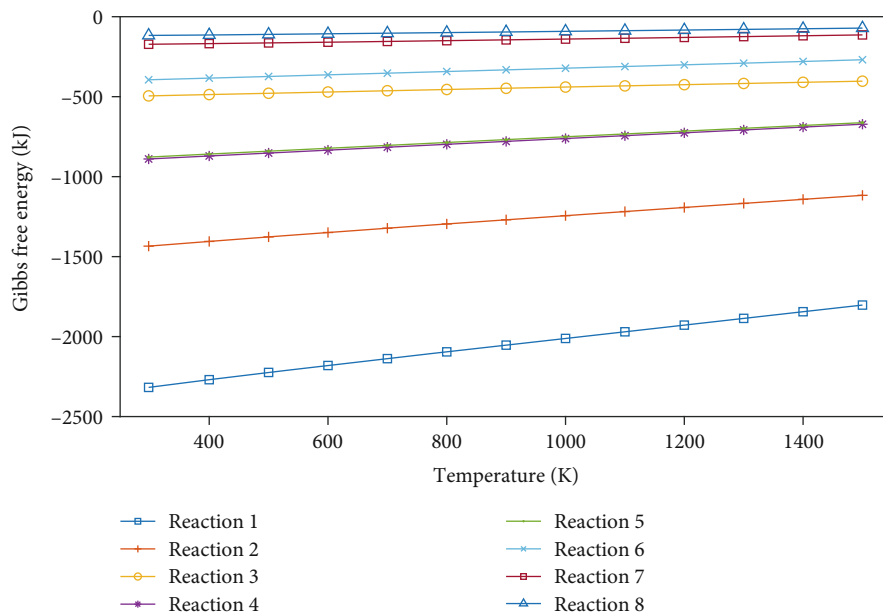 0
–500
–1000
–1500
–2000
–2500
Gibbs free energy (kJ)
400
600
800
1000
1200
1400
Temperature (K)
Reaction 1
Reaction 2
Reaction 3
Reaction 4
Reaction 5
Reaction 6
Reaction 7
Reaction 8